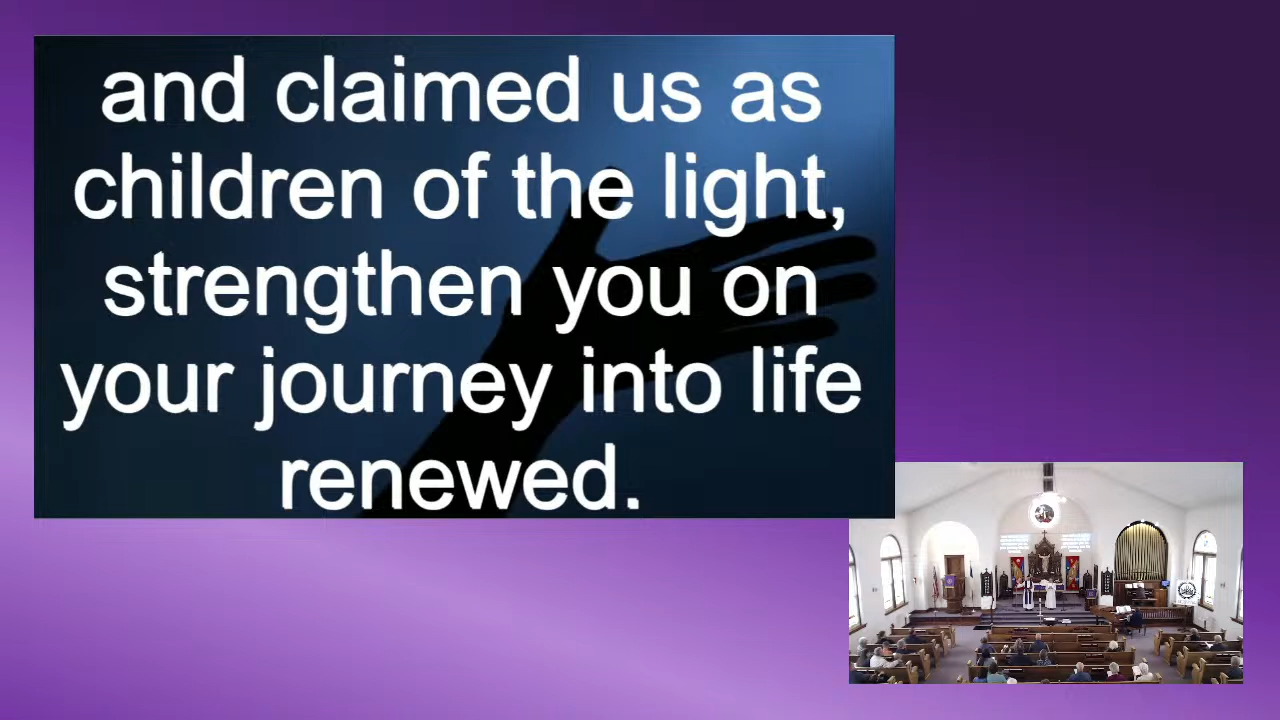 and claimed us as
children of the light,
strengthen you on
your journey into life
renewed.